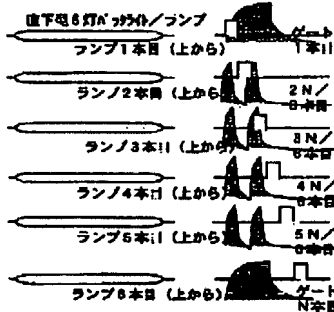 直下型6灯バックライト/ランプ
ゲート
1本目
ランプ1本目(上から)
ランプ2本目(上から)
2N/
6本目
ランプ3本目(上から)
3N/
6本目
ランプ4本目(上から)
4N/
6本目
ランプ5本目(上から)
5N/
6本目
ランプ6本目(上から)
ゲート
N本目